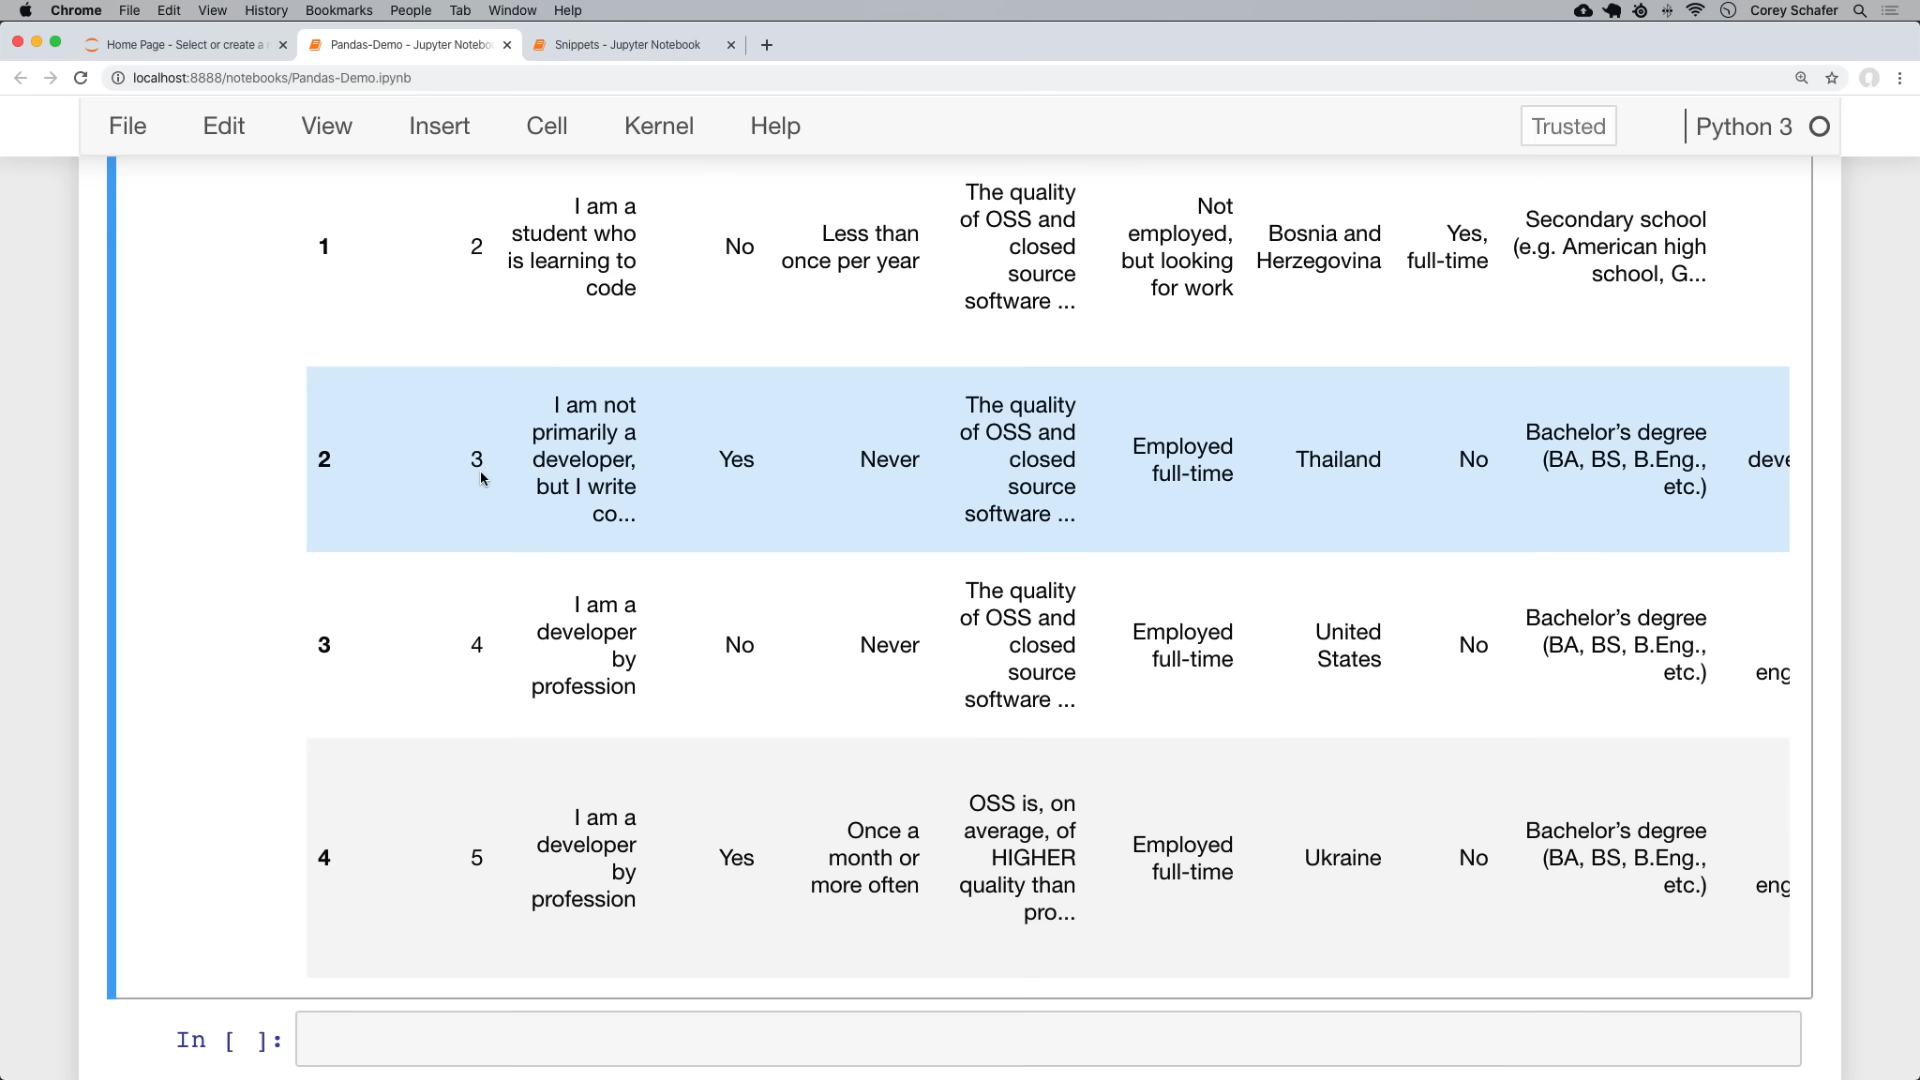 Chrome File Edit View History Bookmarks People Tab Window Help Corey Schafer
Home Page - Select or create a Pandas-Demo - Jupyter Notebo Snippets - Jupyter Notebook
localhost:8888/notebooks/Pandas-Demo.ipynb
File Edit View Insert Cell Kernel Help Trusted Python 3
1 2 I am a student who is learning to code No Less than once per year The quality of OSS and closed source software ... Not employed, but looking for work Bosnia and Herzegovina Yes, full-time Secondary school (e.g. American high school, G...
2 3 I am not primarily a developer, but I write co... Yes Never The quality of OSS and closed source software ... Employed full-time Thailand No Bachelor’s degree (BA, BS, B.Eng., etc.) deve
3 4 I am a developer by profession No Never The quality of OSS and closed source software ... Employed full-time United States No Bachelor’s degree (BA, BS, B.Eng., etc.) eng
4 5 I am a developer by profession Yes Once a month or more often OSS is, on average, of HIGHER quality than pro... Employed full-time Ukraine No Bachelor’s degree (BA, BS, B.Eng., etc.) eng
In [ ]: